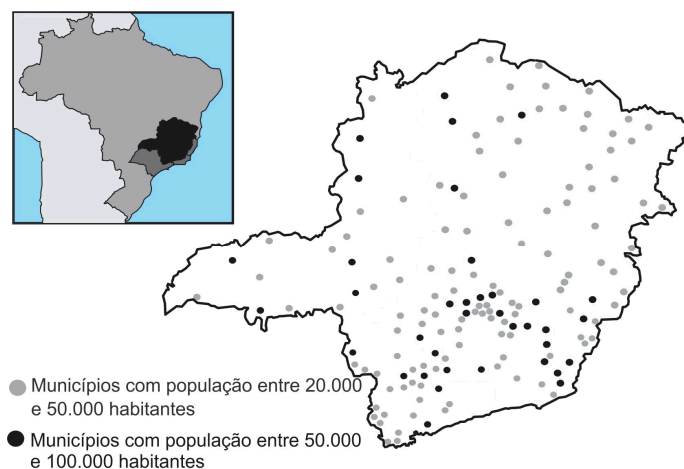 Municípios com população entre 20.000
e 50.000 habitantes
Municípios com população entre 50.000
e 100.000 habitantes